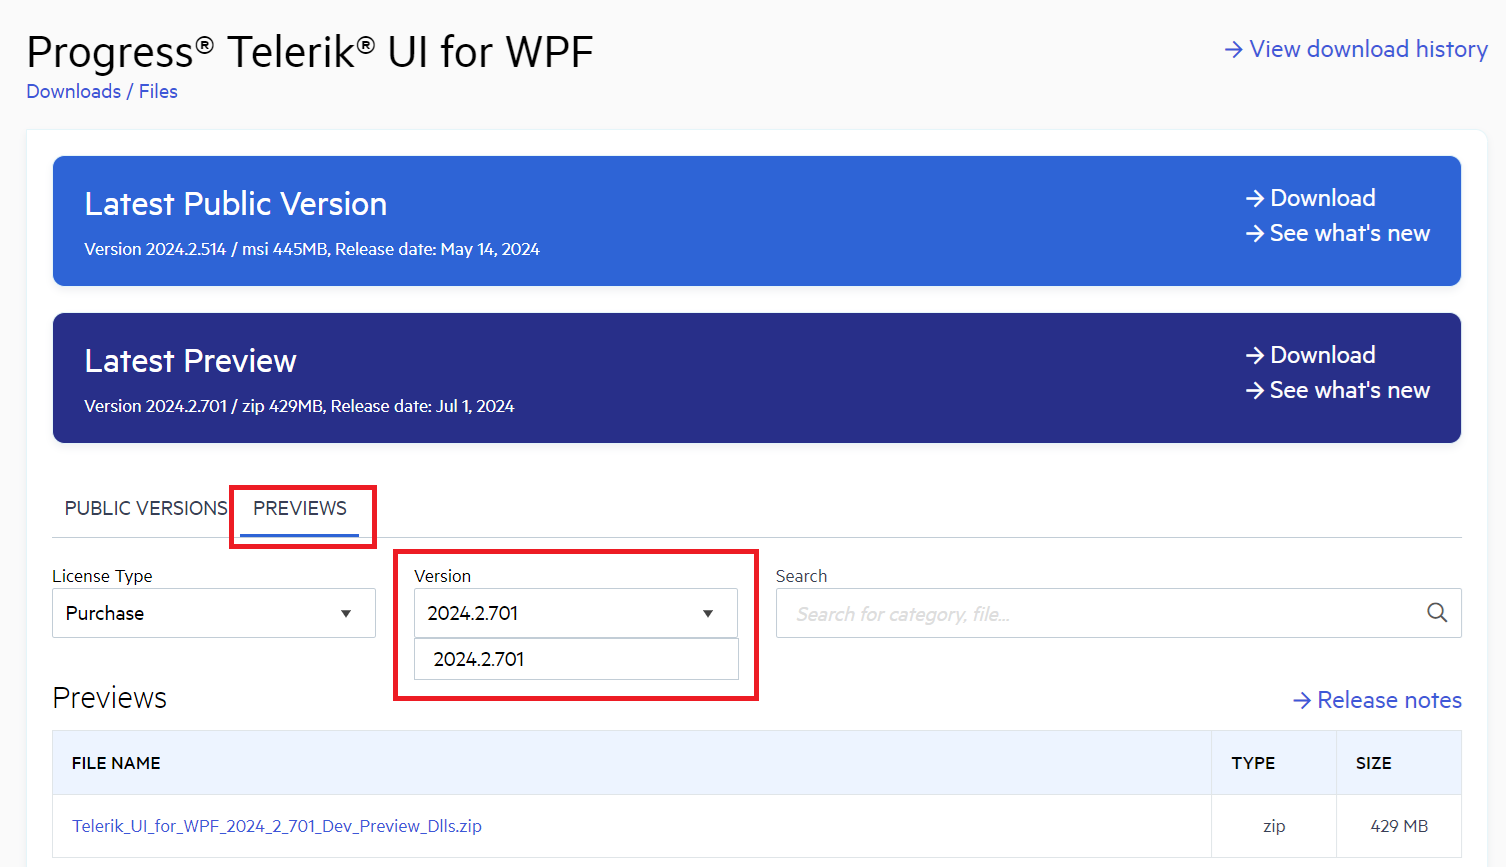 Progress® Telerik® UI for WPF
→ View download history
Downloads / Files
Latest Public Version
→ Download
→ See what's new
Version 2024.2.514 / msi 445MB, Release date: May 14, 2024
Latest Preview
→ Download
→ See what's new
Version 2024.2.701 / zip 429MB, Release date: Jul 1, 2024
PUBLIC VERSIONS PREVIEWS
License Type Version Search
Purchase 2024.2.701 Search for category, file...
2024.2.701
Previews → Release notes
FILE NAME TYPE SIZE
Telerik_UI_for_WPF_2024_2_701_Dev_Preview_Dlls.zip zip 429 MB